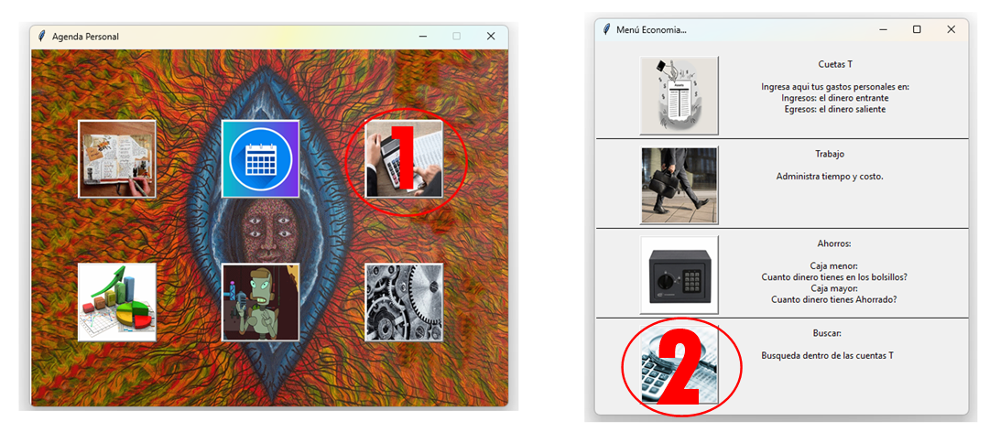 Agenda Personal
1
Menú Economia...
Cuetas T
Ingresa aqui tus gastos personales en:
Ingresos: el dinero entrante
Egresos: el dinero saliente
Trabajo
Administra tiempo y costo.
Ahorros:
Caja menor:
Cuanto dinero tienes en los bolsillos?
Caja mayor:
Cuanto dinero tienes Ahorrado?
Buscar:
Busqueda dentro de las cuentas T
2